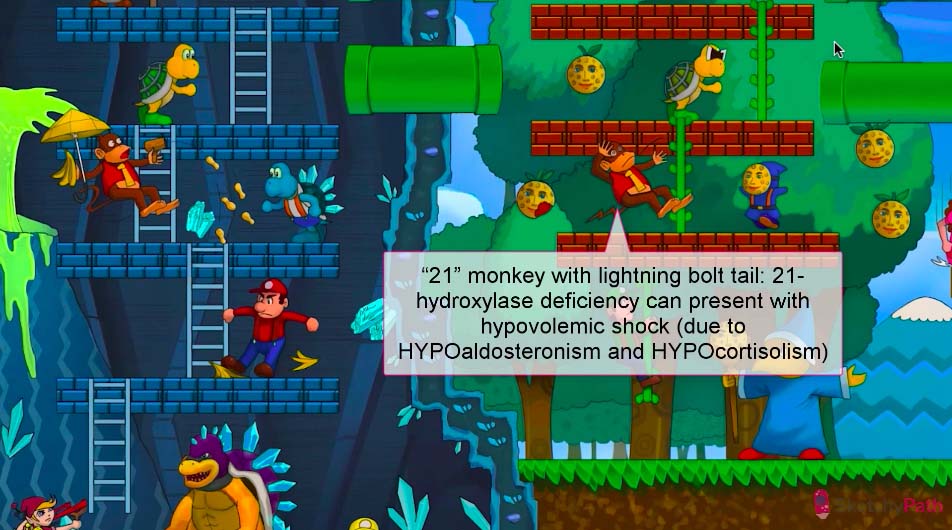 “21” monkey with lightning bolt tail: 21-
hydroxylase deficiency can present with
hypovolemic shock (due to
HYPOaldosteronism and HYPOcortisolism)
SketchyPath